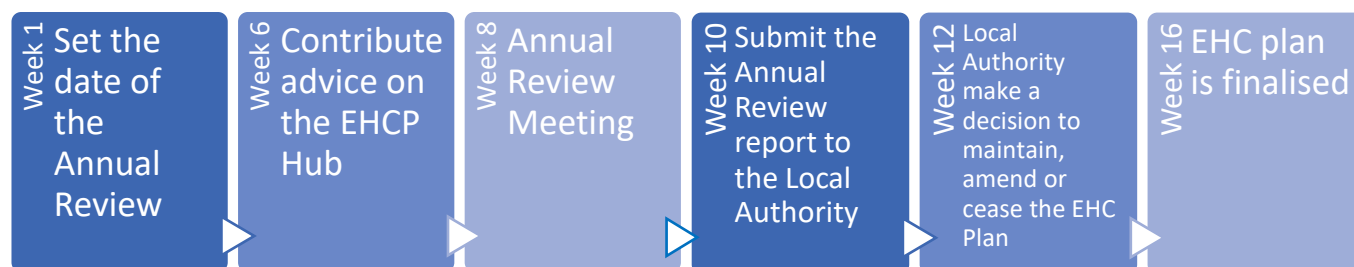 Week 1
Set the
date of
the
Annual
Review
Week 6
Contribute
advice on
the EHCP
Hub
Week 8
Annual
Review
Meeting
Week 10
Submit the
Annual
Review
report to
the Local
Authority
Week 12
Local
Authority
make a
decision to
maintain,
amend or
cease the EHC
Plan
Week 16
EHC plan
is finalised